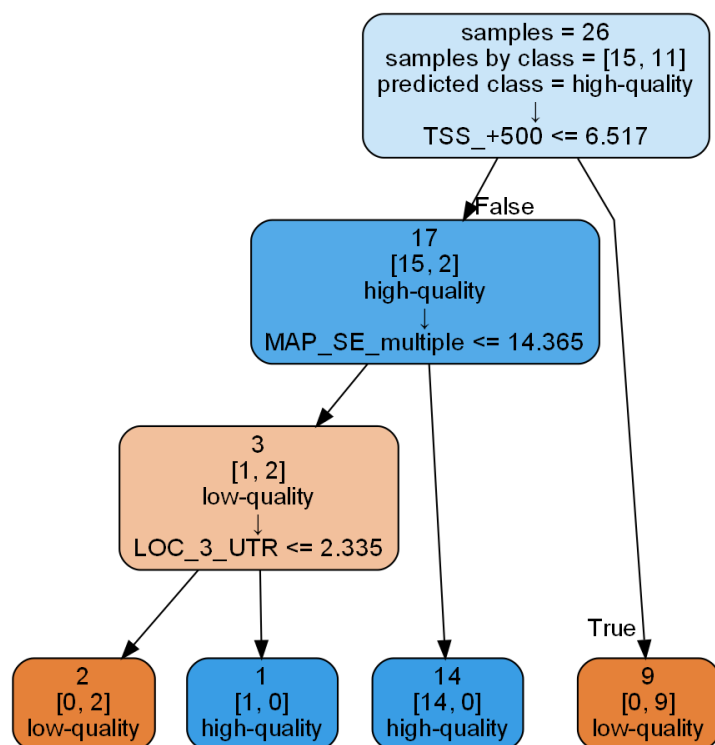 samples = 26
samples by class = [15, 11]
predicted class = high-quality
↓
TSS_+500 <= 6.517
False
17
[15, 2]
high-quality
↓
MAP_SE_multiple <= 14.365
3
[1, 2]
low-quality
↓
LOC_3_UTR <= 2.335
True
2
[0, 2]
low-quality
1
[1, 0]
high-quality
14
[14, 0]
high-quality
9
[0, 9]
low-quality